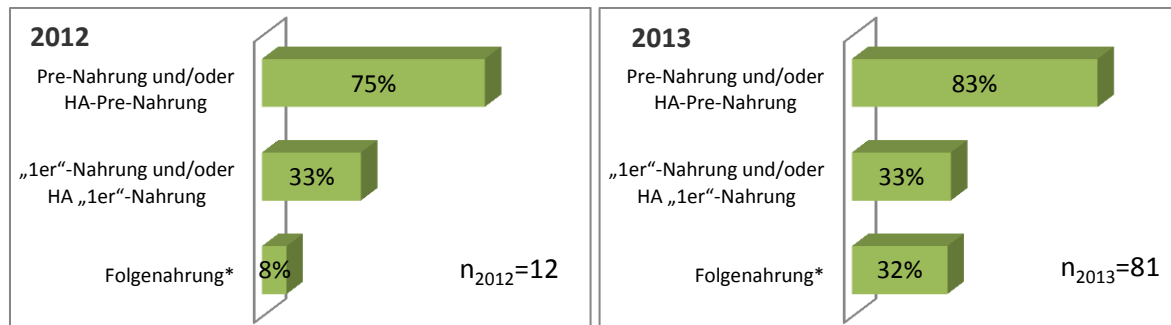 2012
Pre-Nahrung und/oder
HA-Pre-Nahrung
75%
„1er“-Nahrung und/oder
HA „1er“-Nahrung
33%
Folgenahrung*
8%
n2012=12
2013
Pre-Nahrung und/oder
HA-Pre-Nahrung
83%
„1er“-Nahrung und/oder
HA „1er“-Nahrung
33%
Folgenahrung*
32%
n2013=81